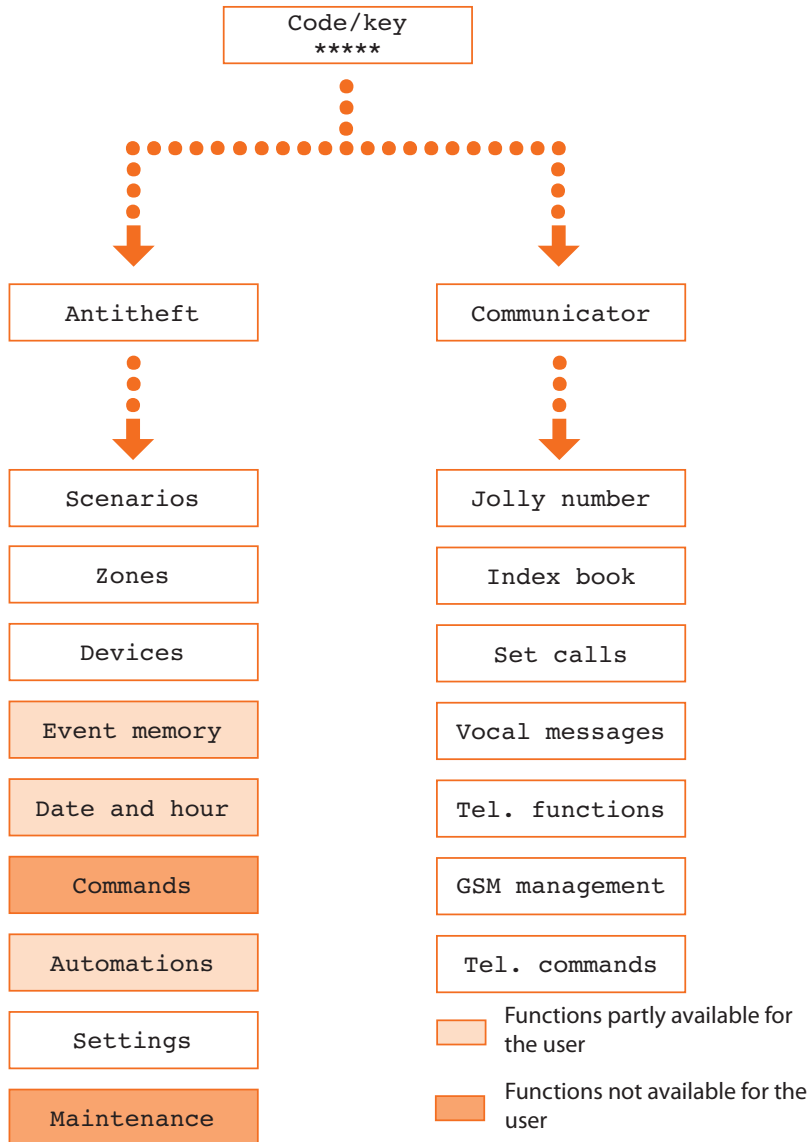 Code/key
*****
Antitheft
Communicator
Scenarios
Zones
Devices
Event memory
Date and hour
Commands
Automations
Settings
Maintenance
Jolly number
Index book
Set calls
Vocal messages
Tel. functions
GSM management
Tel. commands
Functions partly available for
the user
Functions not available for the
user